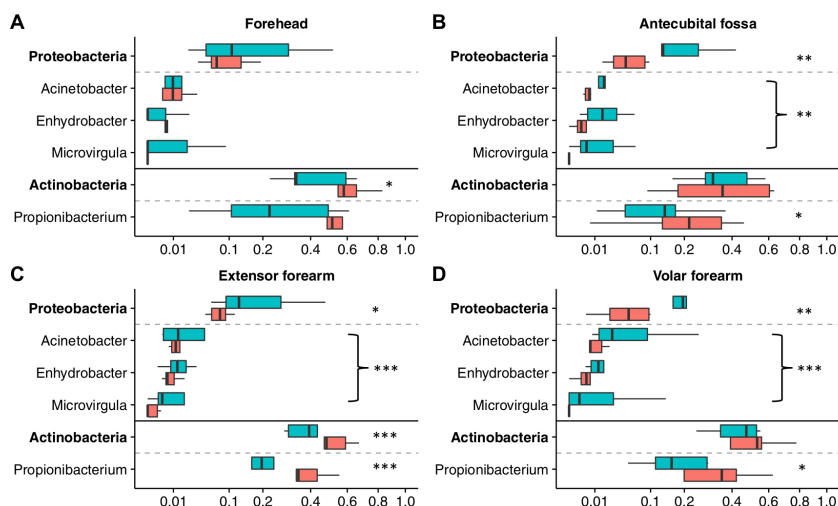 A
Forehead
Proteobacteria
Acinetobacter
Enhydrobacter
Microvirgula
Actinobacteria
*
Propionibacterium
0.01 0.1 0.2 0.4 0.6 0.8 1.0
B
Antecubital fossa
Proteobacteria
**
Acinetobacter
Enhydrobacter
**
Microvirgula
Actinobacteria
Propionibacterium
*
0.01 0.1 0.2 0.4 0.6 0.8 1.0
C
Extensor forearm
Proteobacteria
*
Acinetobacter
Enhydrobacter
***
Microvirgula
Actinobacteria
***
Propionibacterium
***
0.01 0.1 0.2 0.4 0.6 0.8 1.0
D
Volar forearm
Proteobacteria
**
Acinetobacter
Enhydrobacter
***
Microvirgula
Actinobacteria
Propionibacterium
*
0.01 0.1 0.2 0.4 0.6 0.8 1.0